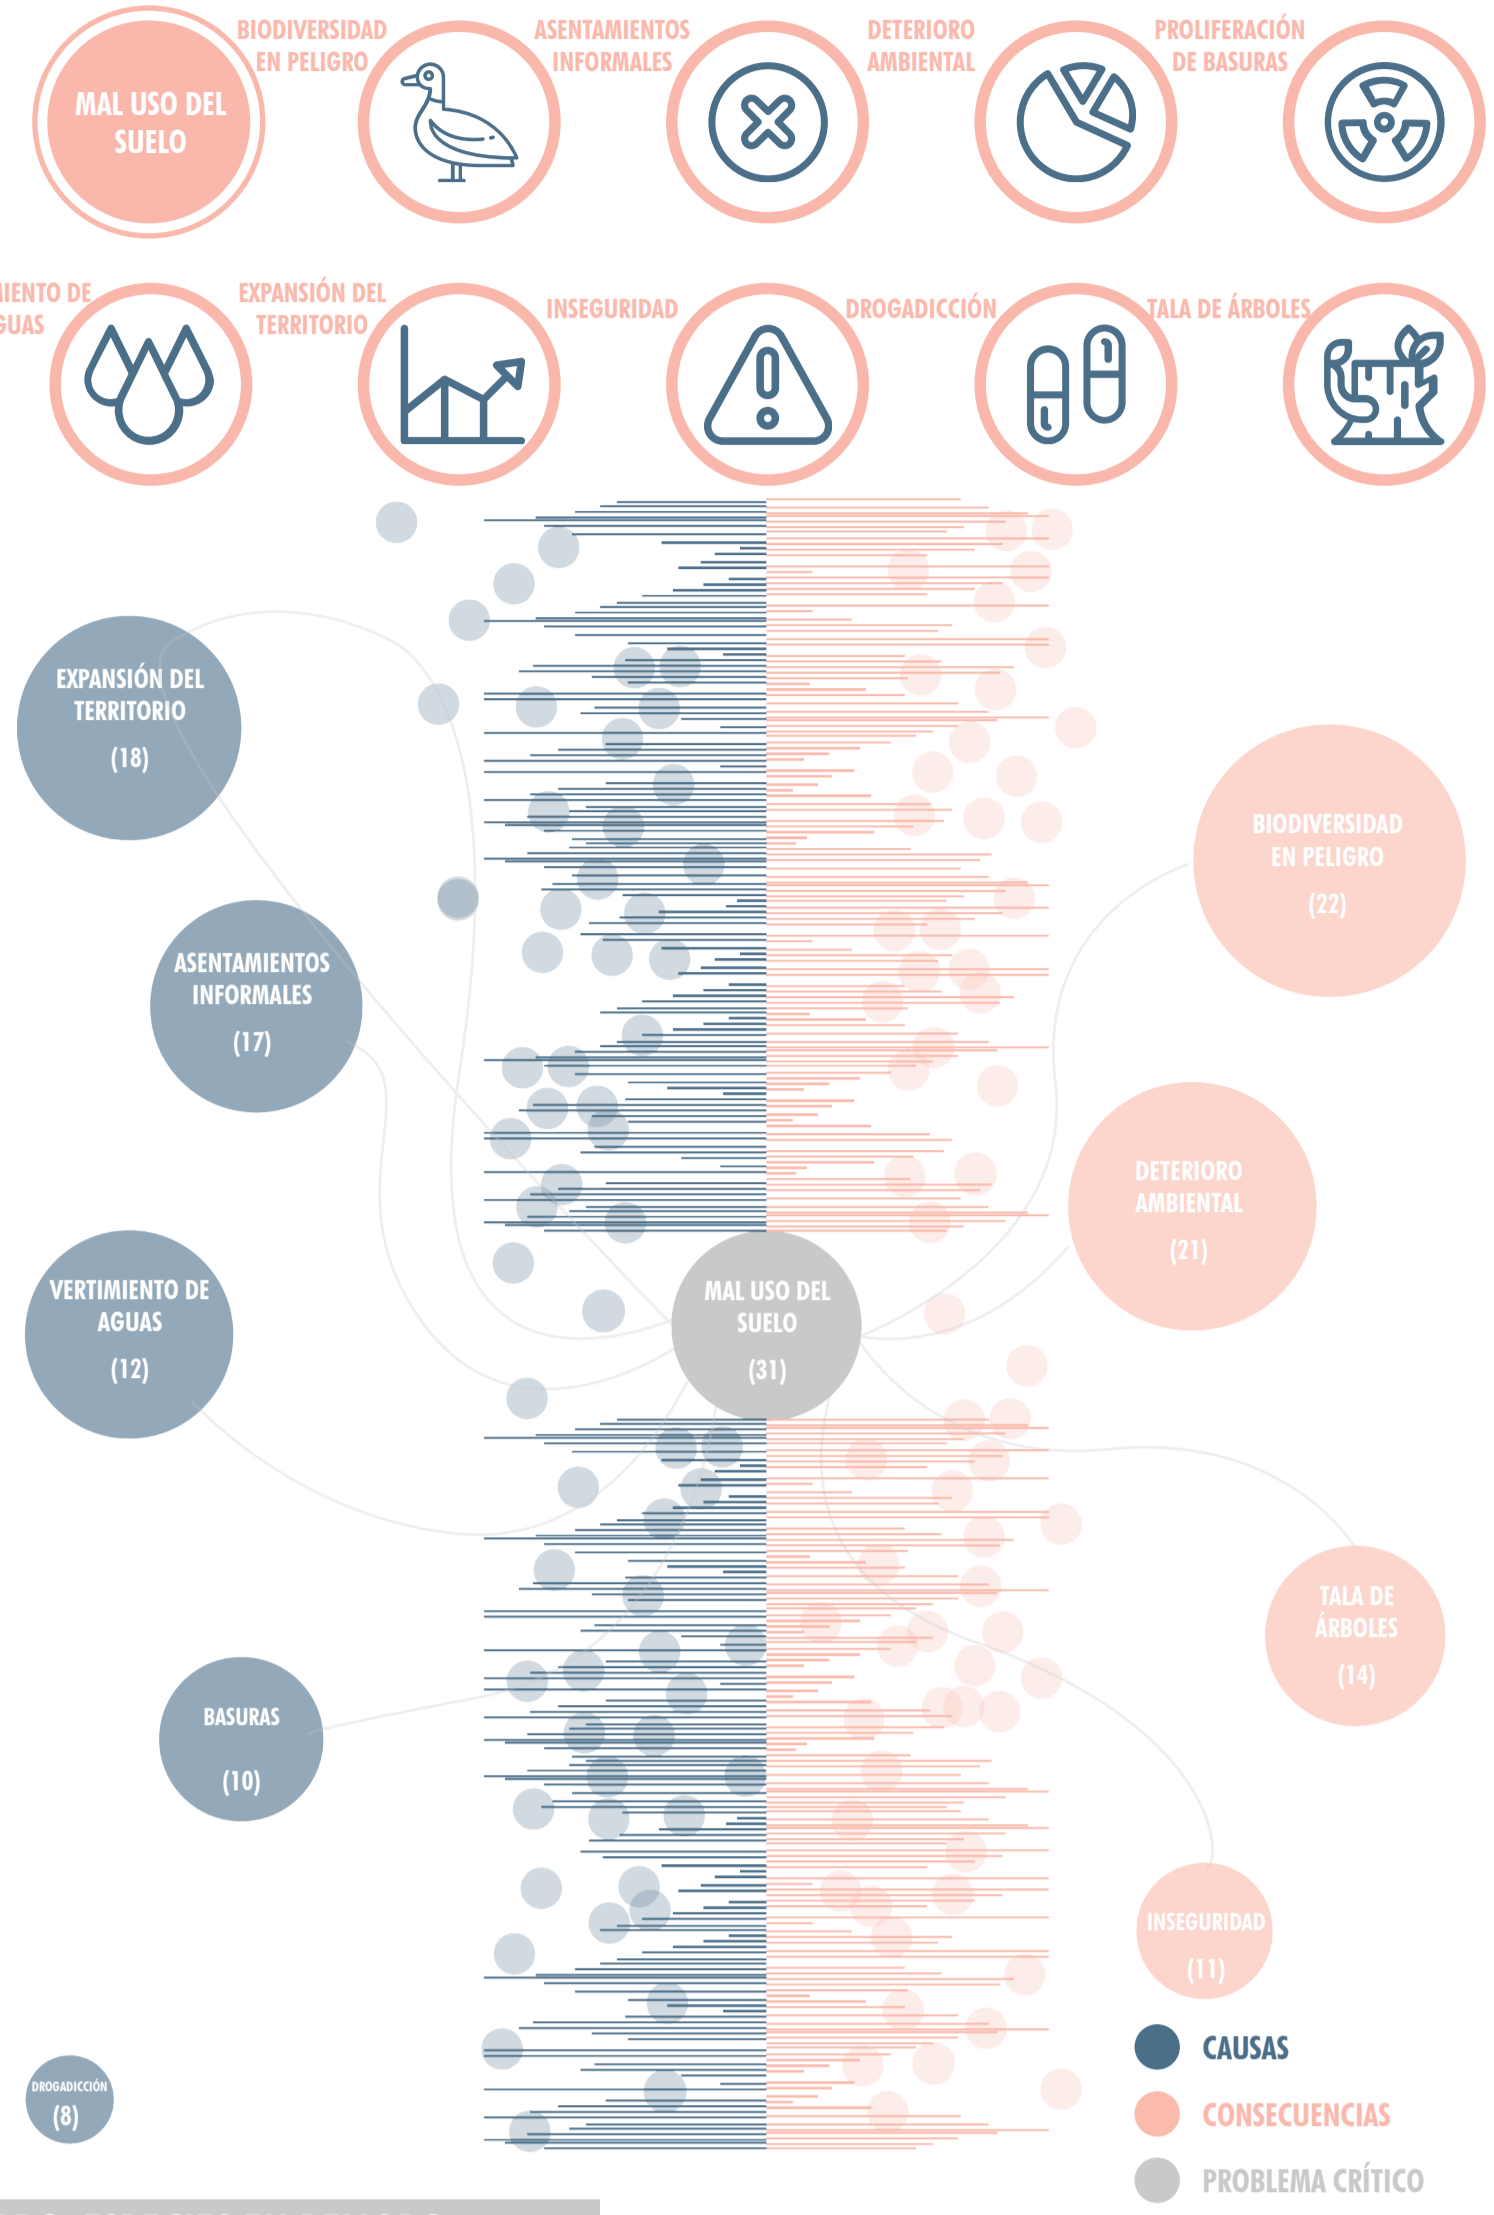 MAL USO DEL
SUELO
BIODIVERSIDAD
EN PELIGRO
ASENTAMIENTOS
INFORMALES
DETERIORO
AMBIENTAL
PROLIFERACIÓN
DE BASURAS
MIENTO DE
GUAS
EXPANSIÓN DEL
TERRITORIO
INSEGURIDAD
DROGADICCIÓN
TALA DE ÁRBOLES
EXPANSIÓN DEL
TERRITORIO
(18)
BIODIVERSIDAD
EN PELIGRO
(22)
ASENTAMIENTOS
INFORMALES
(17)
DETERIORO
AMBIENTAL
(21)
VERTIMIENTO DE
AGUAS
(12)
MAL USO DEL
SUELO
(31)
TALA DE
ÁRBOLES
(14)
BASURAS
(10)
INSEGURIDAD
(11)
DROGADICCIÓN
(8)
CAUSAS
CONSECUENCIAS
PROBLEMA CRÍTICO